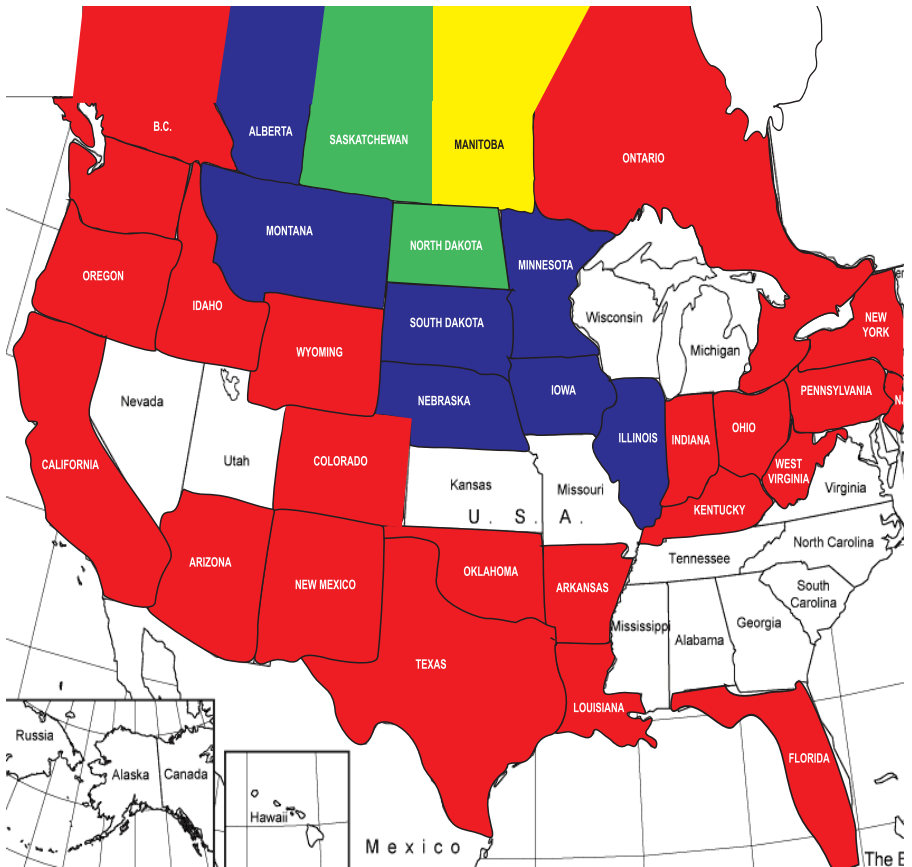 B.C.
ALBERTA
SASKATCHEWAN
MANITOBA
ONTARIO
MONTANA
NORTH DAKOTA
MINNESOTA
OREGON
IDAHO
SOUTH DAKOTA
Wisconsin
Michigan
NEW
YORK
WYOMING
NEBRASKA
IOWA
PENNSYLVANIA
Nevada
Utah
COLORADO
CALIFORNIA
ILLINOIS
INDIANA
OHIO
WEST
VIRGINIA
Virginia
Kansas
Missouri
U. S. A.
KENTUCKY
Tennessee
North Carolina
ARIZONA
NEW MEXICO
OKLAHOMA
ARKANSAS
South
Carolina
Mississippi
Alabama
Georgia
TEXAS
LOUISIANA
FLORIDA
Russia
Alaska
Canada
Hawaii
Mexico
The